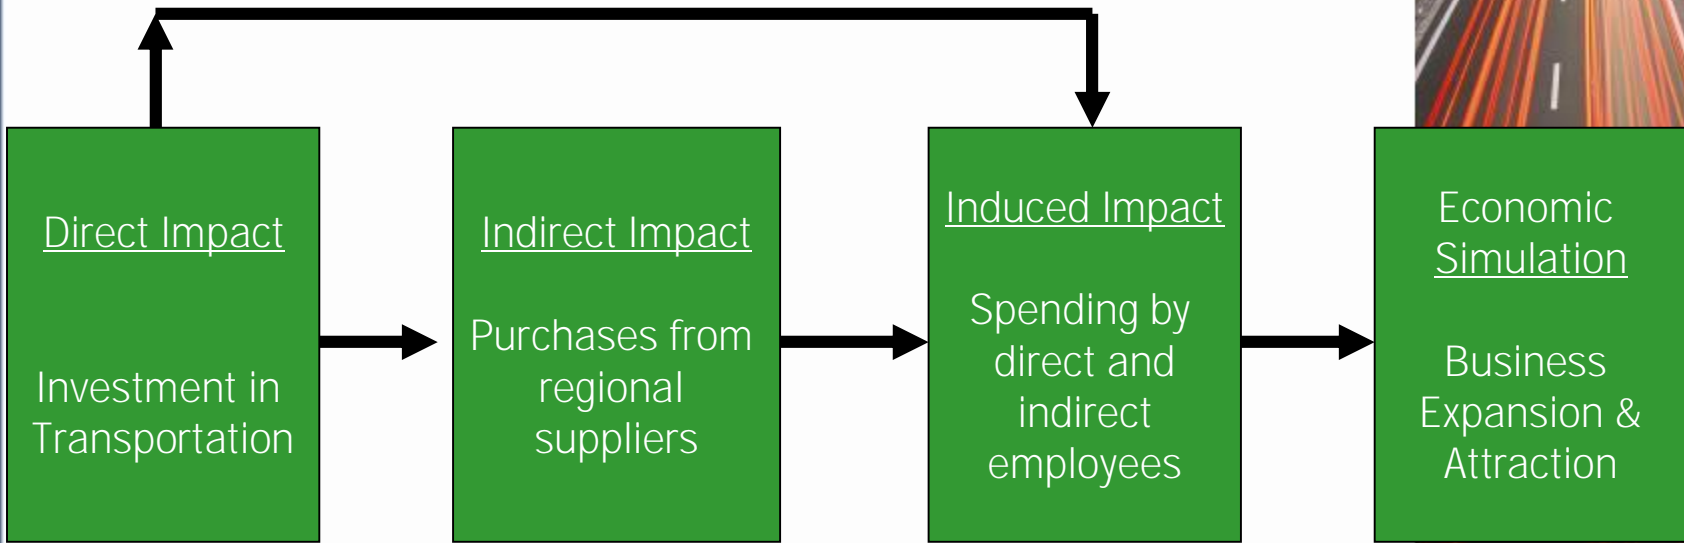 Direct Impact
Investment in
Transportation
Indirect Impact
Purchases from
regional
suppliers
Induced Impact
Spending by
direct and
indirect
employees
Economic
Simulation
Business
Expansion &
Attraction